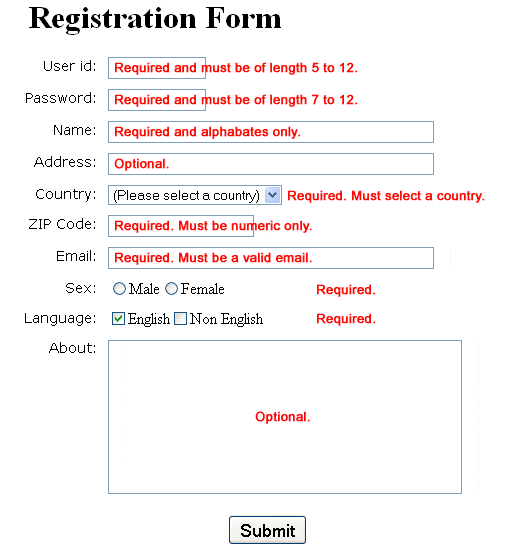 Registration Form
User id: Required and must be of length 5 to 12.
Password: Required and must be of length 7 to 12.
Name: Required and alphabates only.
Address: Optional.
Country: (Please select a country) Required. Must select a country.
ZIP Code: Required. Must be numeric only.
Email: Required. Must be a valid email.
Sex: Male Female Required.
Language: English Non English Required.
About:
Optional.
Submit